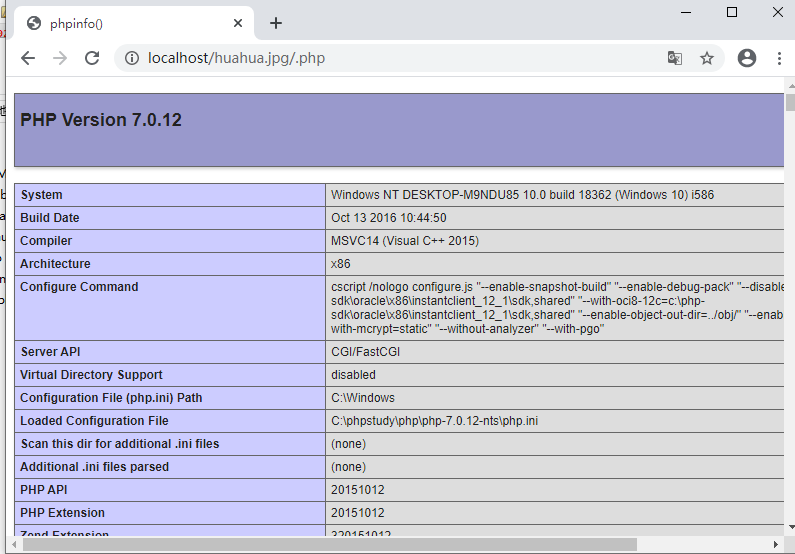 phpinfo()
localhost/huahua.jpg/.php
PHP Version 7.0.12
System Windows NT DESKTOP-M9NDU85 10.0 build 18362 (Windows 10) i586
Build Date Oct 13 2016 10:44:50
Compiler MSVC14 (Visual C++ 2015)
Architecture x86
Configure Command cscript /nologo configure.js "--enable-snapshot-build" "--enable-debug-pack" "--disable
sdk\oracle\x86\instantclient_12_1\sdk,shared" "--with-oci8-12c=c:\php-
sdk\oracle\x86\instantclient_12_1\sdk,shared" "--enable-object-out-dir=../obj/" "--enab
with-mcrypt=static" "--without-analyzer" "--with-pgo"
Server API CGI/FastCGI
Virtual Directory Support disabled
Configuration File (php.ini) Path C:\Windows
Loaded Configuration File C:\phpstudy\php\php-7.0.12-nts\php.ini
Scan this dir for additional .ini files (none)
Additional .ini files parsed (none)
PHP API 20151012
PHP Extension 20151012
Zend Extension 320151012